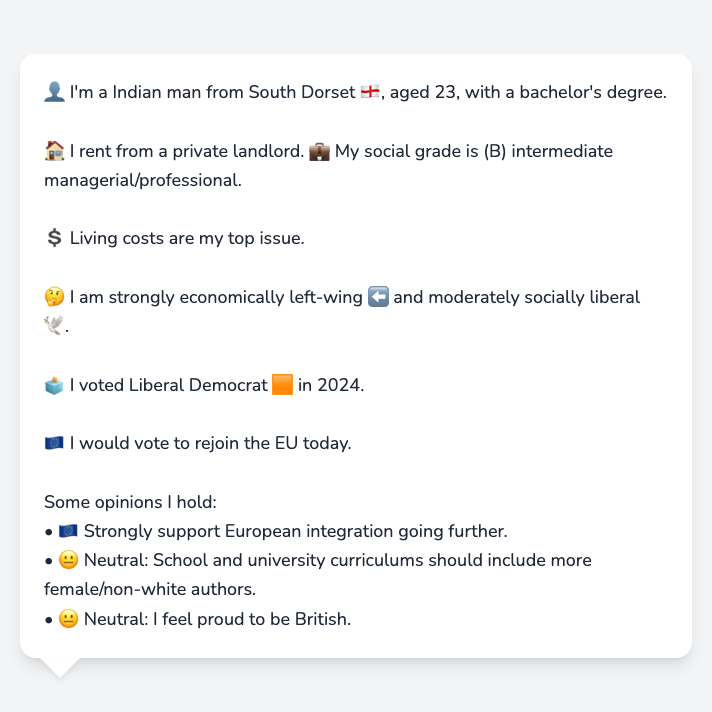 👤 I'm a Indian man from South Dorset 🏴󠁧󠁢󠁥󠁮󠁧󠁿, aged 23, with a bachelor's degree.
🏠 I rent from a private landlord. 💼 My social grade is (B) intermediate
managerial/professional.
💲 Living costs are my top issue.
🤔 I am strongly economically left-wing ⬅️ and moderately socially liberal
🕊️.
🗳️ I voted Liberal Democrat 🟧 in 2024.
🇪🇺 I would vote to rejoin the EU today.
Some opinions I hold:
• 🇪🇺 Strongly support European integration going further.
• 😐 Neutral: School and university curriculums should include more
female/non-white authors.
• 😐 Neutral: I feel proud to be British.